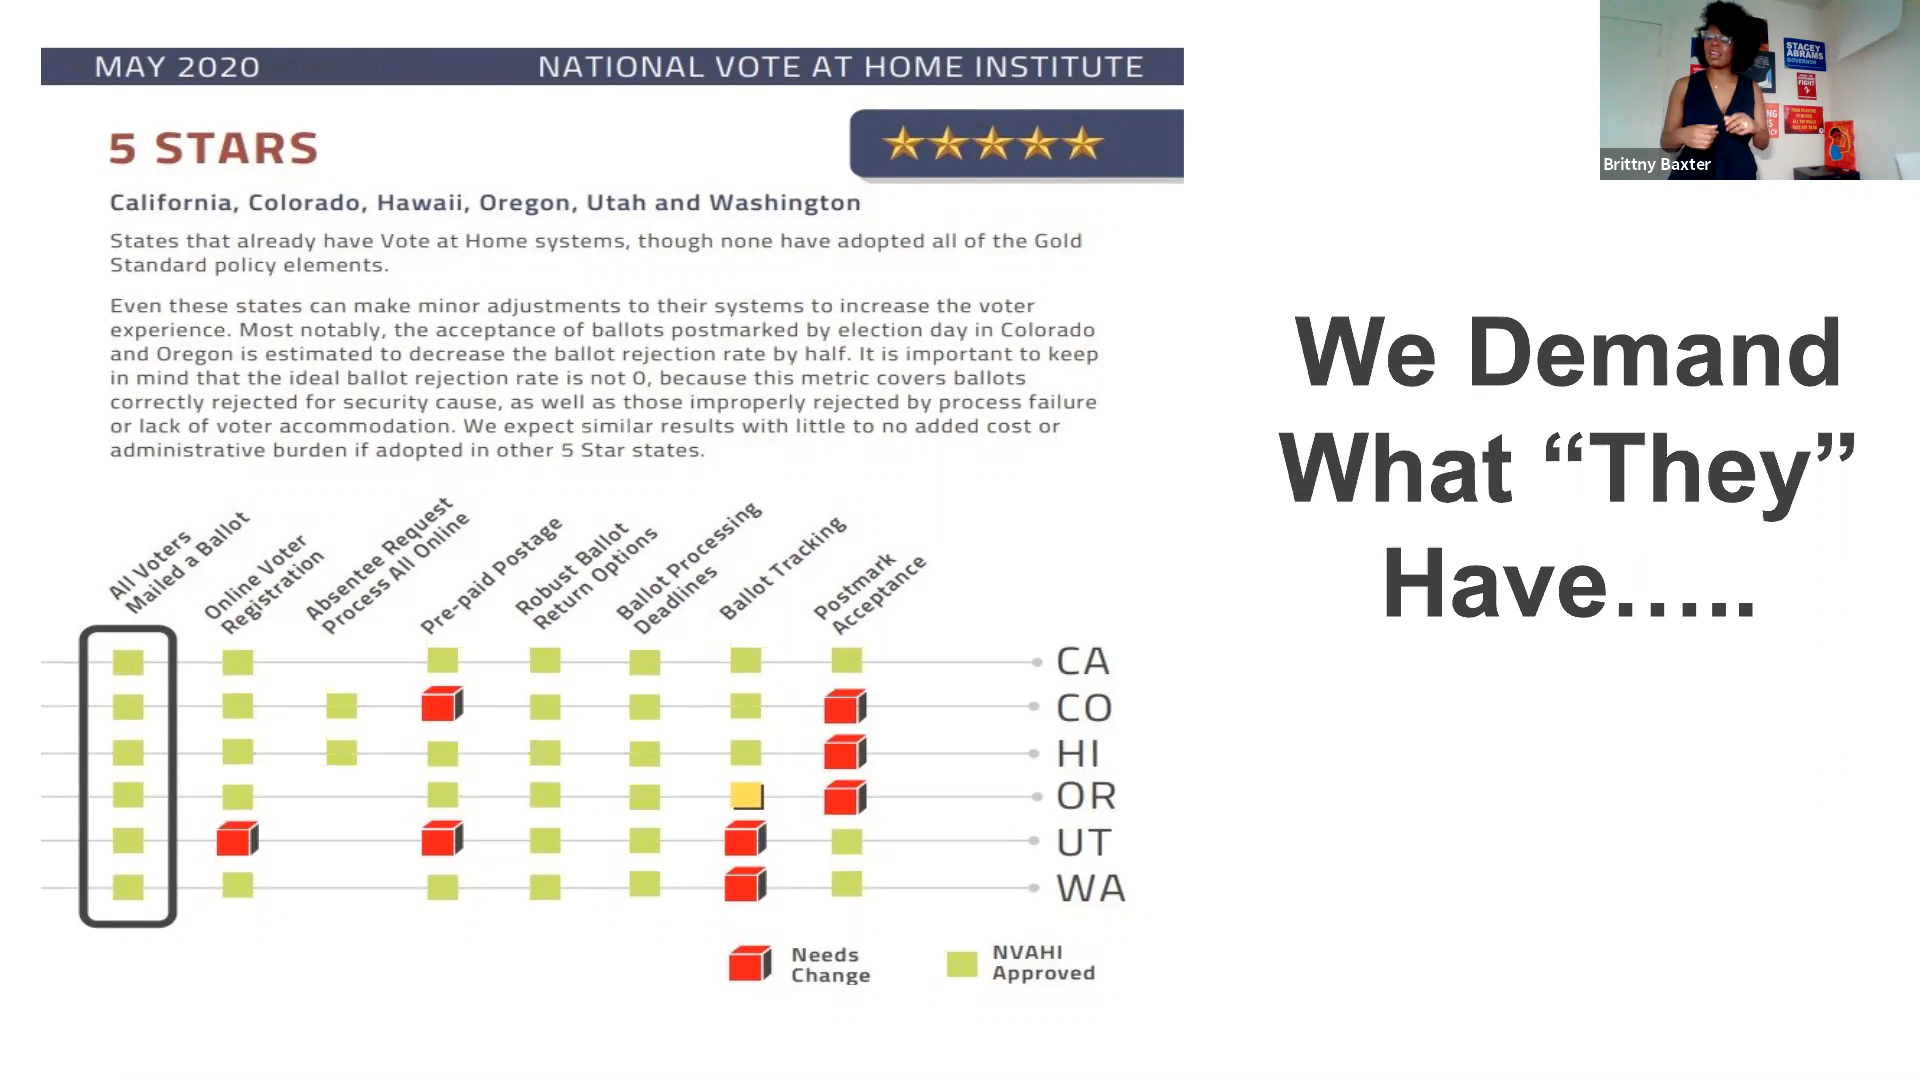 MAY 2020
NATIONAL VOTE AT HOME INSTITUTE
5 STARS
California, Colorado, Hawaii, Oregon, Utah and Washington
States that already have Vote at Home systems, though none have adopted all of the Gold
Standard policy elements.
Even these states can make minor adjustments to their systems to increase the voter
experience. Most notably, the acceptance of ballots postmarked by election day in Colorado
and Oregon is estimated to decrease the ballot rejection rate by half. It is important to keep
in mind that the ideal ballot rejection rate is not 0, because this metric covers ballots
correctly rejected for security cause, as well as those improperly rejected by process failure
or lack of voter accommodation. We expect similar results with little to no added cost or
administrative burden if adopted in other 5 Star states.
All Voters
Mailed a Ballot
Online Voter
Registration
Absentee Request
Process All Online
Pre-paid Postage
Robust Ballot
Return Options
Ballot Processing
Deadlines
Ballot Tracking
Postmark
Acceptance
CA
CO
HI
OR
UT
WA
Needs
Change
NVAHI
Approved
We Demand
What “They”
Have…..
STACEY
ABRAMS
GOVERNOR
FIGHT
Brittny Baxter